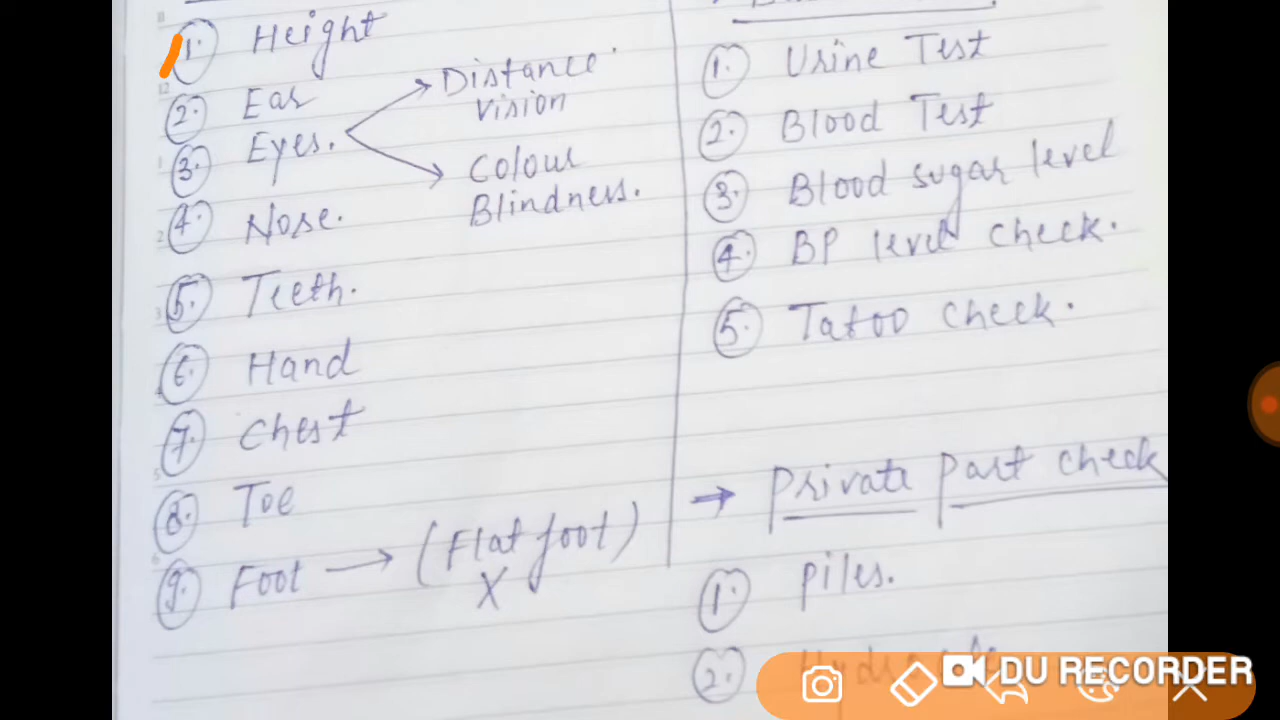 1. Height
2. Ear
3. Eyes.
Distance
vision
Colour
Blindness.
4. Nose.
5. Teeth.
6. Hand
7. Chest
8. Toe
9. Foot → (Flat foot)
X
1. Urine Test
2. Blood Test
3. Blood sugar level
4. BP level check.
5. Tatoo check.
→ Private Part check
1. Piles.
2.
DU RECORDER